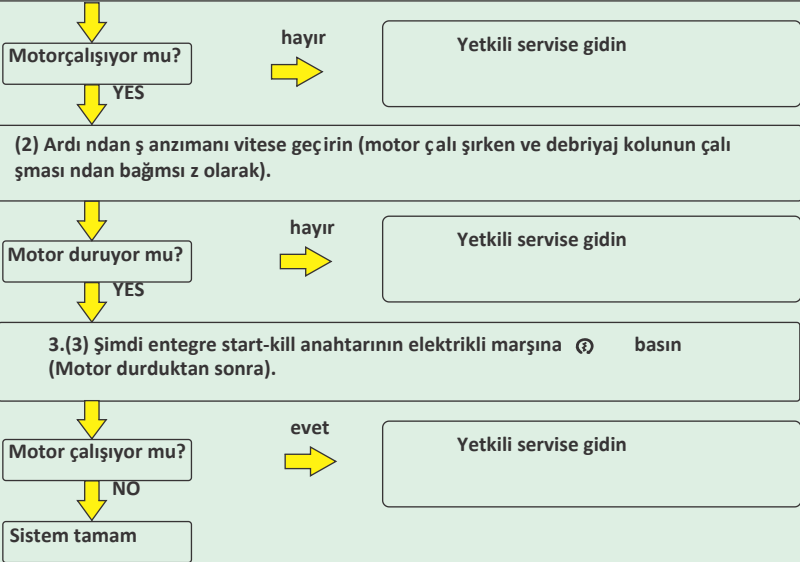 hayır
Motorçalışıyor mu?
Yetkili servise gidin
YES
(2) Ardı ndan ş anzımanı vitese geçirin (motor çalı şırken ve debriyaj kolunun çalı
şması ndan bağımsı z olarak).
hayır
Motor duruyor mu?
Yetkili servise gidin
YES
3.(3) Şimdi entegre start-kill anahtarının elektrikli marşına basın
(Motor durduktan sonra).
evet
Motor çalışıyor mu?
Yetkili servise gidin
NO
Sistem tamam